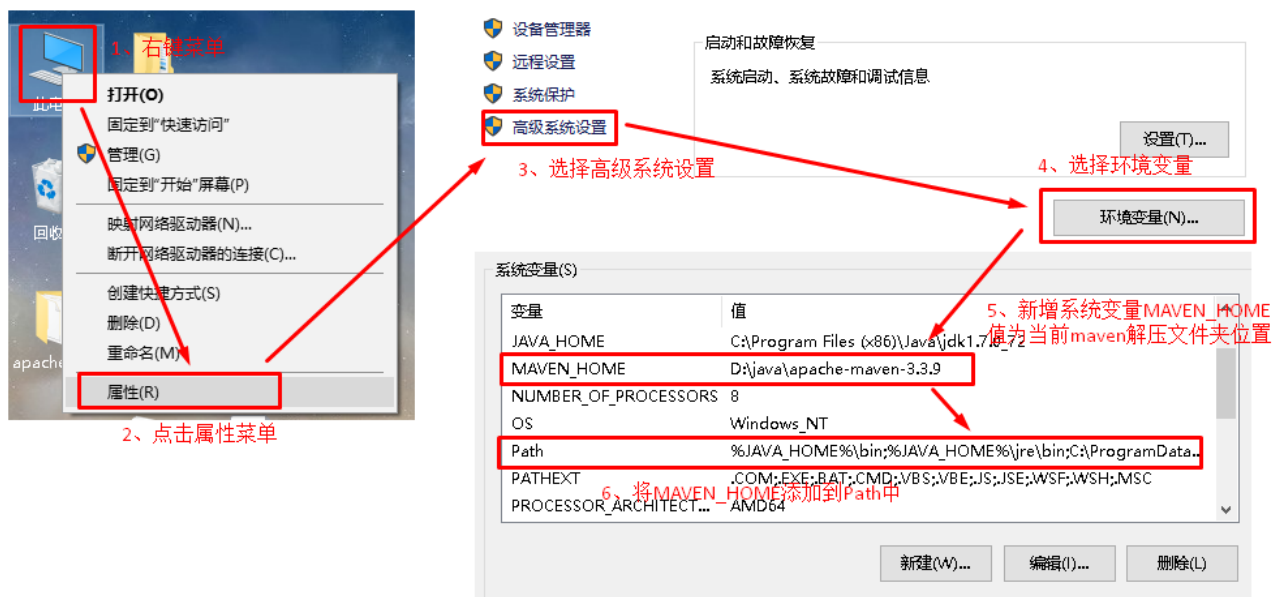 1、右键菜单
打开(O)
固定到"快速访问"
管理(G)
固定到"开始"屏幕(P)
回收
映射网络驱动器(N)...
断开网络驱动器的连接(C)...
创建快捷方式(S)
删除(D)
apache
重命名(M)
属性(R)
2、点击属性菜单
设备管理器
远程设置
系统保护
高级系统设置
3、选择高级系统设置
启动和故障恢复
系统启动、系统故障和调试信息
设置(T)...
4、选择环境变量
环境变量(N)...
系统变量(S)
变量 值
5、新增系统变量MAVEN_HOME
值为当前maven解压文件夹位置
JAVA_HOME C:\Program Files (x86)\Java\jdk1.7.0_72
MAVEN_HOME D:\java\apache-maven-3.3.9
NUMBER_OF_PROCESSORS 8
OS Windows_NT
Path %JAVA_HOME%\bin;%JAVA_HOME%\jre\bin;C:\ProgramData...
PATHEXT .COM;.EXE;.BAT;.CMD;.VBS;.VBE;.JS;.JSE;.WSF;.WSH;.MSC
6、将MAVEN_HOME添加到Path中
PROCESSOR_ARCHITECT... AMD64
新建(W)... 编辑(I)... 删除(L)